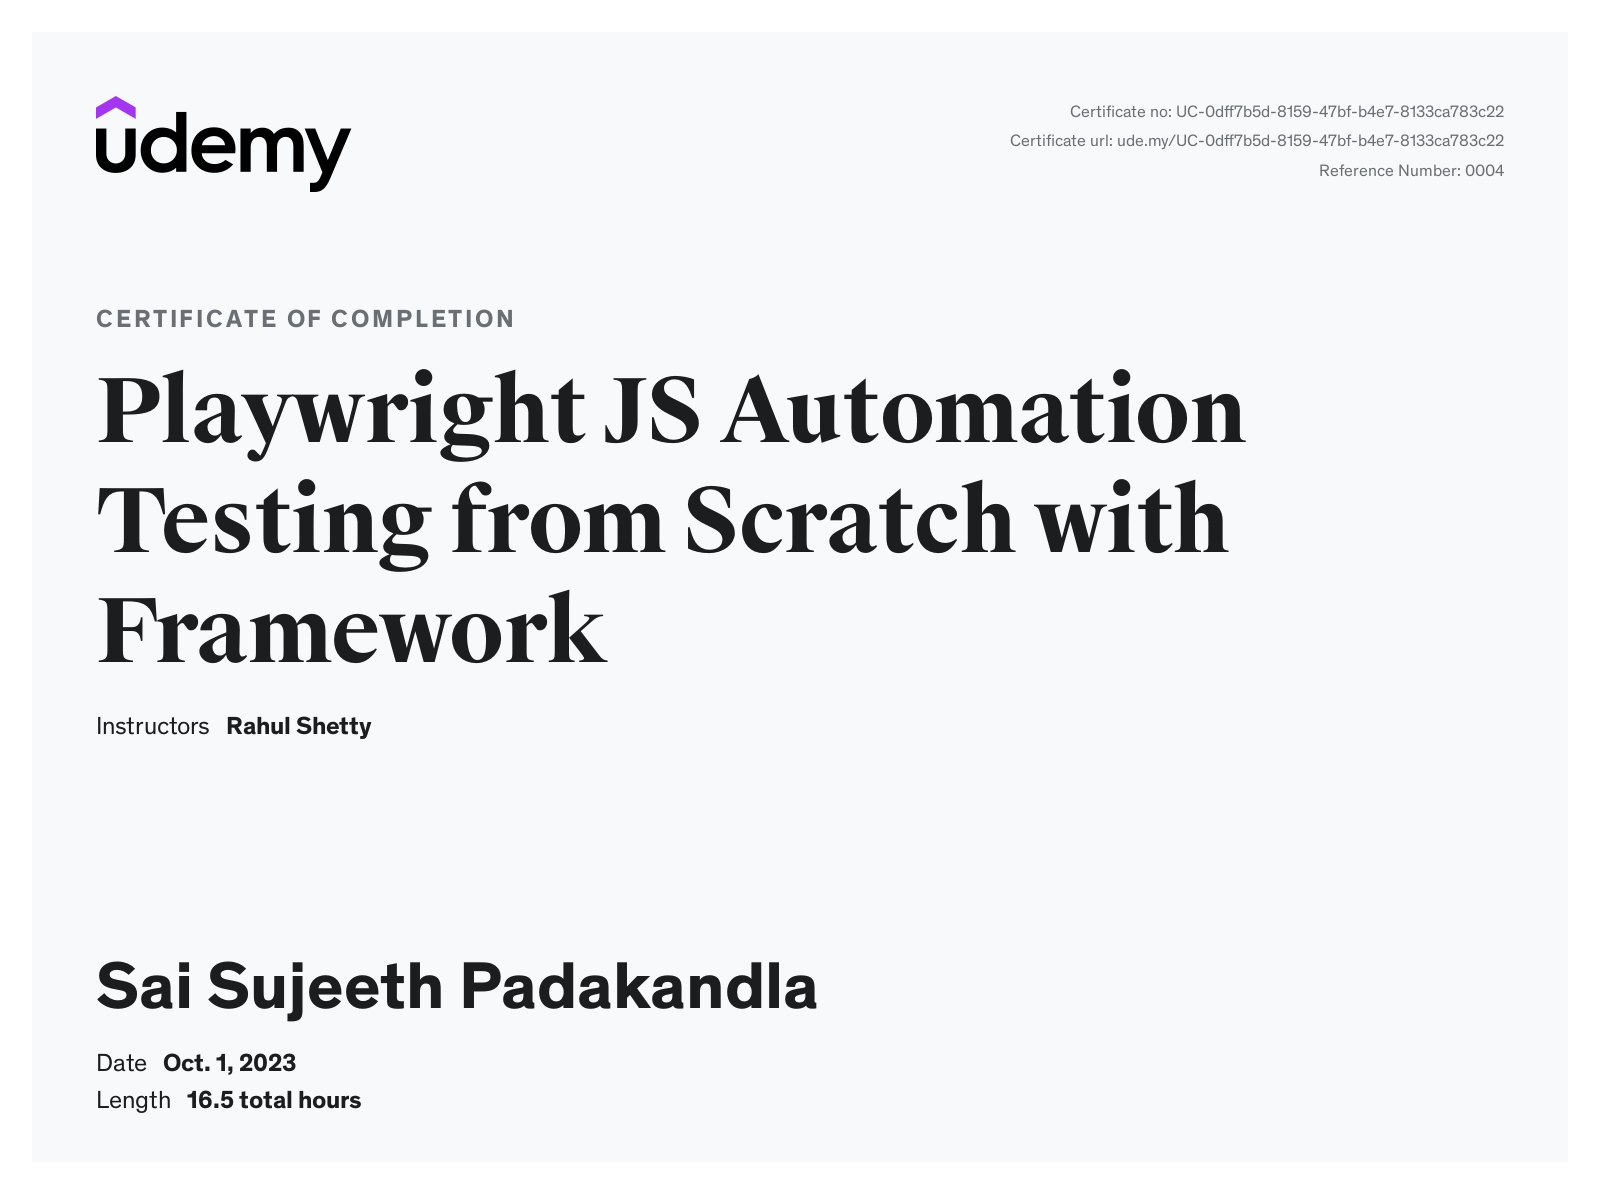 udemy
Certificate no: UC-0dff7b5d-8159-47bf-b4e7-8133ca783c22
Certificate url: ude.my/UC-0dff7b5d-8159-47bf-b4e7-8133ca783c22
Reference Number: 0004
CERTIFICATE OF COMPLETION
Playwright JS Automation
Testing from Scratch with
Framework
Instructors Rahul Shetty
Sai Sujeeth Padakandla
Date Oct. 1, 2023
Length 16.5 total hours